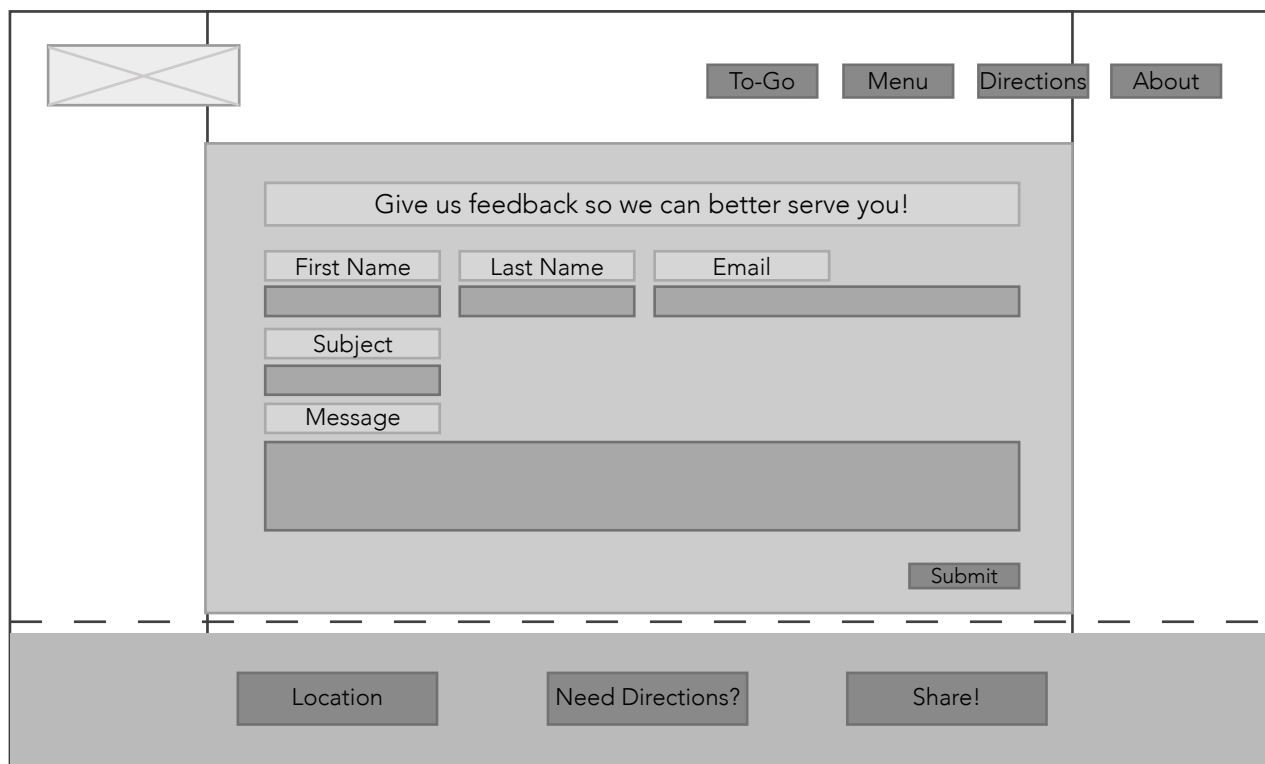 To-Go
Menu
Directions
About
Give us feedback so we can better serve you!
First Name
Last Name
Email
Subject
Message
Submit
Location
Need Directions?
Share!